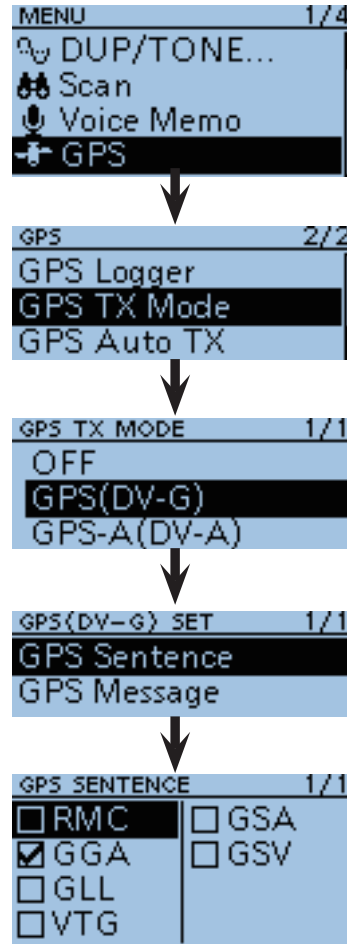 MENU 1/4
DUP/TONE...
Scan
Voice Memo
GPS
GPS 2/2
GPS Logger
GPS TX Mode
GPS Auto TX
GPS TX MODE 1/1
OFF
GPS(DV-G)
GPS-A(DV-A)
GPS(DV-G) SET 1/1
GPS Sentence
GPS Message
GPS SENTENCE 1/1
RMC GSA
GGA GSV
GLL
VTG